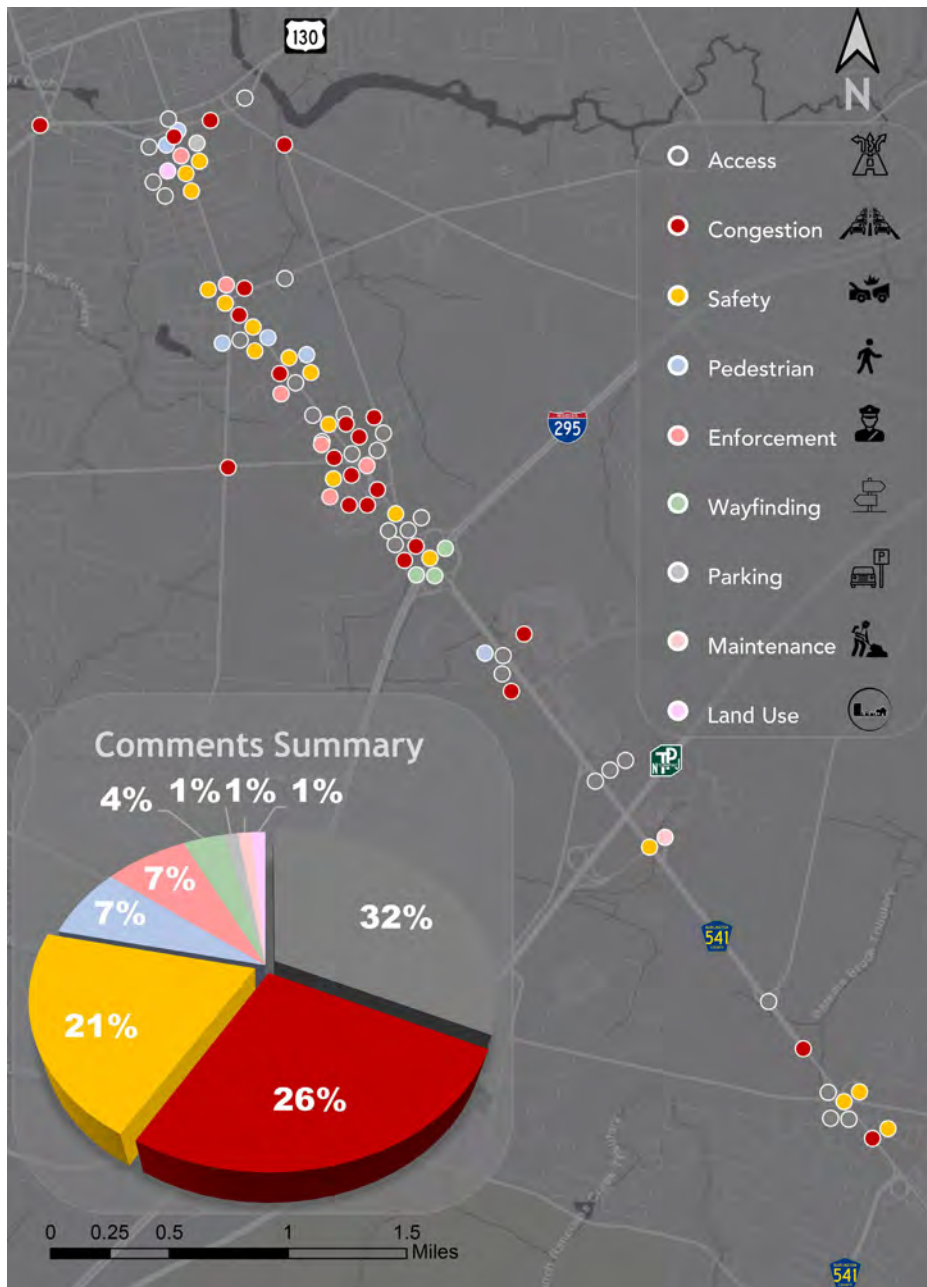 130
N
Access
Congestion
Safety
Pedestrian
295
Enforcement
Wayfinding
P
Parking
Maintenance
Land Use
Comments Summary
4% 1% 1% 1%
7%
7%
32%
21%
26%
541
0 0.25 0.5 1 1.5
Miles
541